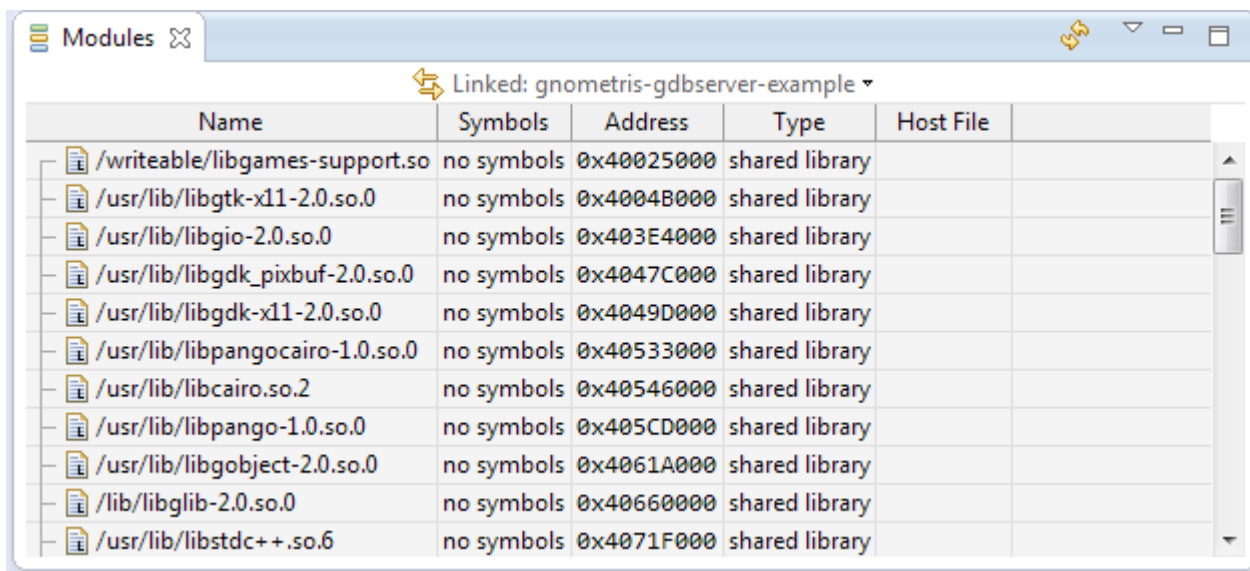 Modules
Linked: gnometris-gdbserver-example
Name Symbols Address Type Host File
/writeable/libgames-support.so no symbols 0x40025000 shared library
/usr/lib/libgtk-x11-2.0.so.0 no symbols 0x4004B000 shared library
/usr/lib/libgio-2.0.so.0 no symbols 0x403E4000 shared library
/usr/lib/libgdk_pixbuf-2.0.so.0 no symbols 0x4047C000 shared library
/usr/lib/libgdk-x11-2.0.so.0 no symbols 0x4049D000 shared library
/usr/lib/libpangocairo-1.0.so.0 no symbols 0x40533000 shared library
/usr/lib/libcairo.so.2 no symbols 0x40546000 shared library
/usr/lib/libpango-1.0.so.0 no symbols 0x405CD000 shared library
/usr/lib/libgobject-2.0.so.0 no symbols 0x4061A000 shared library
/lib/libglib-2.0.so.0 no symbols 0x40660000 shared library
/usr/lib/libstdc++.so.6 no symbols 0x4071F000 shared library